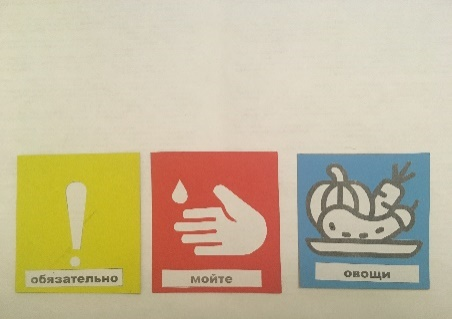 обязательно
мойте
овощи